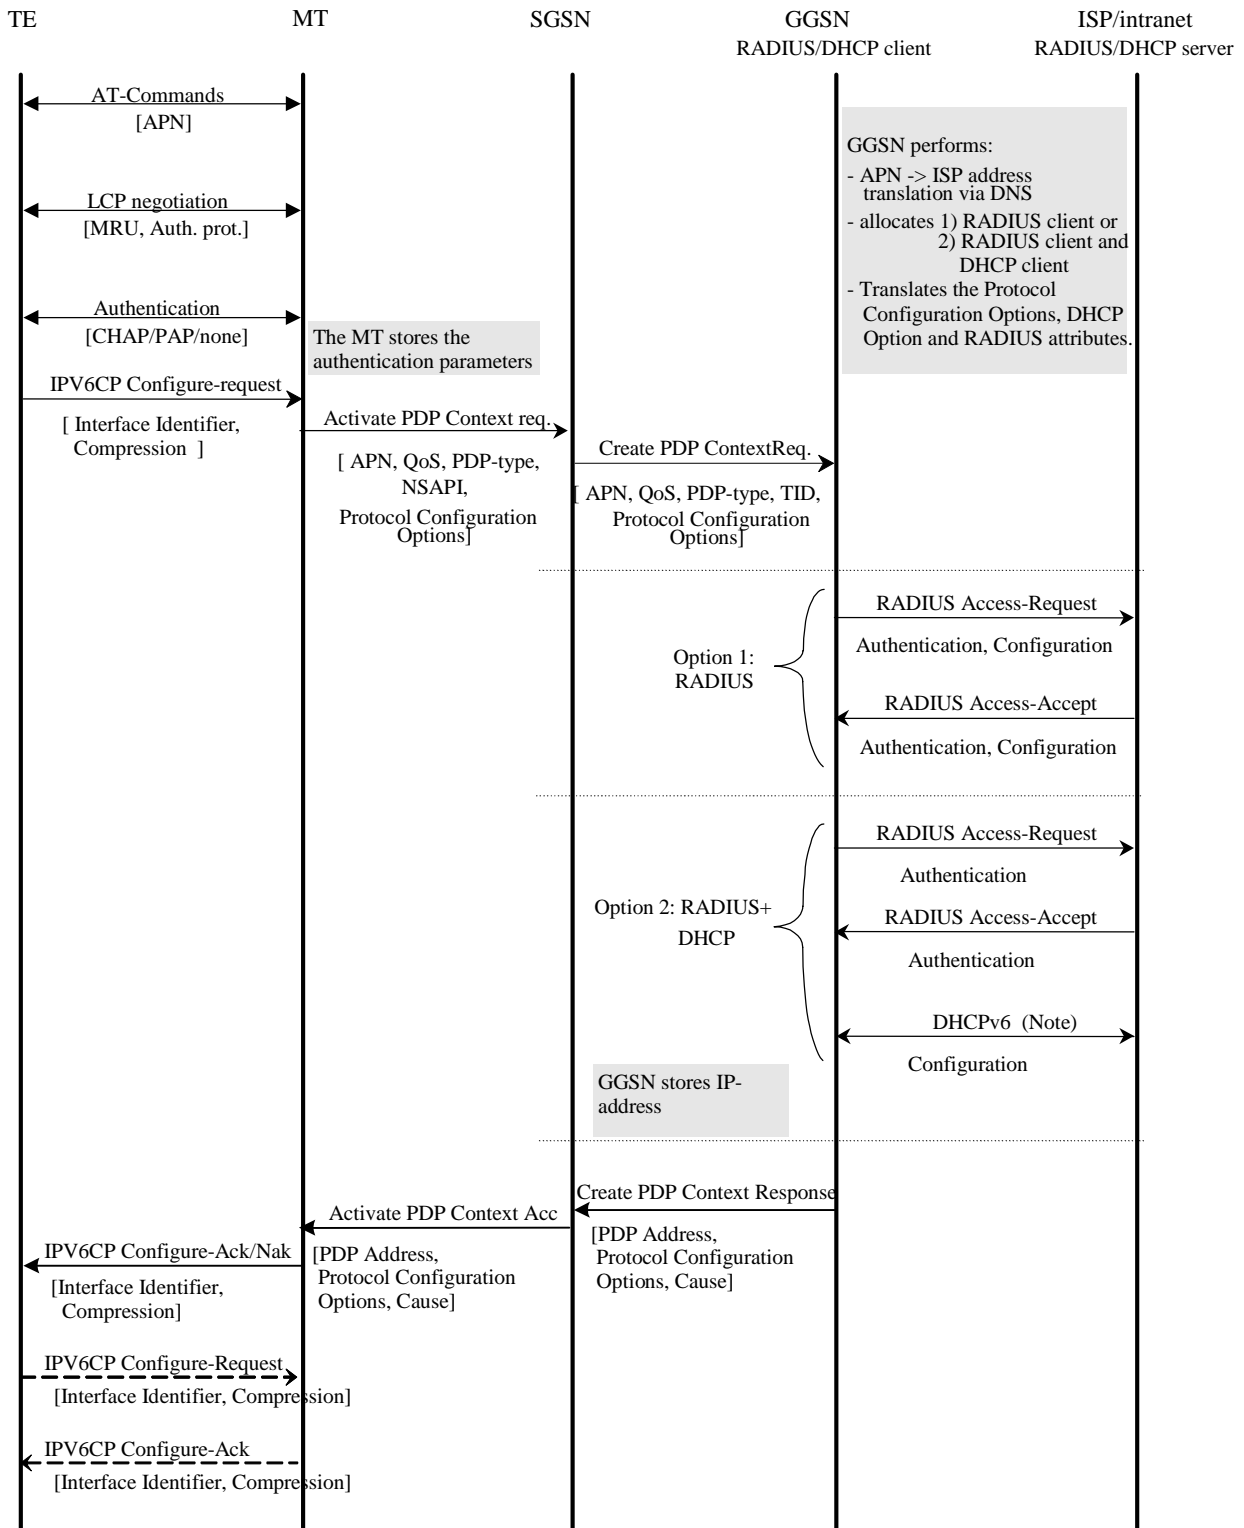 TE
MT
SGSN
GGSN
ISP/intranet
RADIUS/DHCP client
RADIUS/DHCP server
AT-Commands
[APN]
GGSN performs:
- APN -> ISP address
translation via DNS
- allocates 1) RADIUS client or
2) RADIUS client and
DHCP client
- Translates the Protocol
Configuration Options, DHCP
Option and RADIUS attributes.
LCP negotiation
[MRU, Auth. prot.]
Authentication
[CHAP/PAP/none]
The MT stores the
authentication parameters
IPV6CP Configure-request
[ Interface Identifier,
Compression ]
Activate PDP Context req.
[ APN, QoS, PDP-type,
NSAPI,
Protocol Configuration
Options]
Create PDP ContextReq.
[ APN, QoS, PDP-type, TID,
Protocol Configuration
Options]
RADIUS Access-Request
Authentication, Configuration
Option 1:
RADIUS
RADIUS Access-Accept
Authentication, Configuration
RADIUS Access-Request
Authentication
Option 2: RADIUS+
DHCP
RADIUS Access-Accept
Authentication
DHCPv6 (Note)
Configuration
GGSN stores IP-
address
Create PDP Context Response
[PDP Address,
Protocol Configuration
Options, Cause]
Activate PDP Context Acc
[PDP Address,
Protocol Configuration
Options, Cause]
IPV6CP Configure-Ack/Nak
[Interface Identifier,
Compression]
IPV6CP Configure-Request
[Interface Identifier, Compression]
IPV6CP Configure-Ack
[Interface Identifier, Compression]